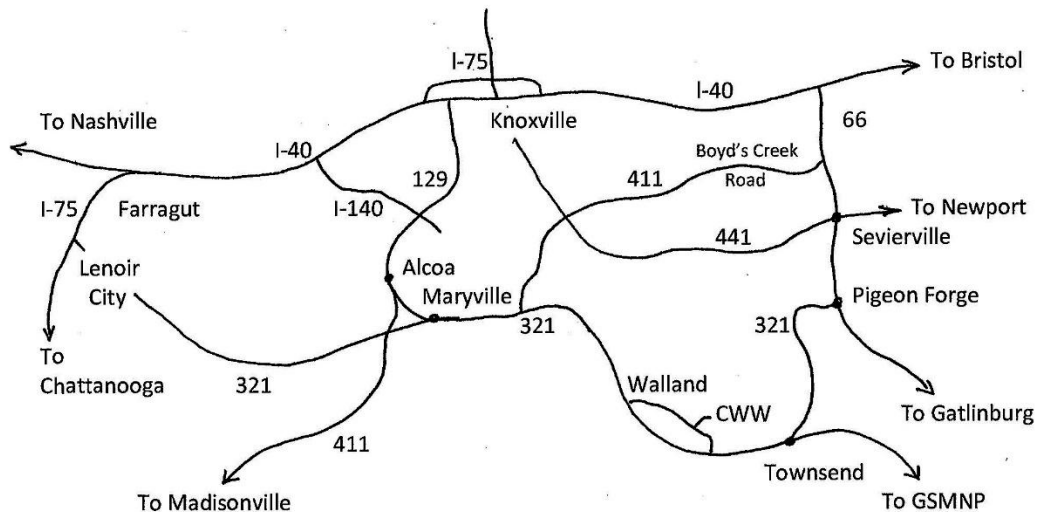 I-75
To Bristol
I-40
66
To Nashville
Knoxville
I-40
Boyd's Creek
Road
411
129
I-75
Farragut
I-140
To Newport
441
Sevierville
Lenoir
City
Alcoa
Maryville
Pigeon Forge
321
321
To
Chattanooga
321
Walland
CWW
To Gatlinburg
411
Townsend
To Madisonville
To GSMNP